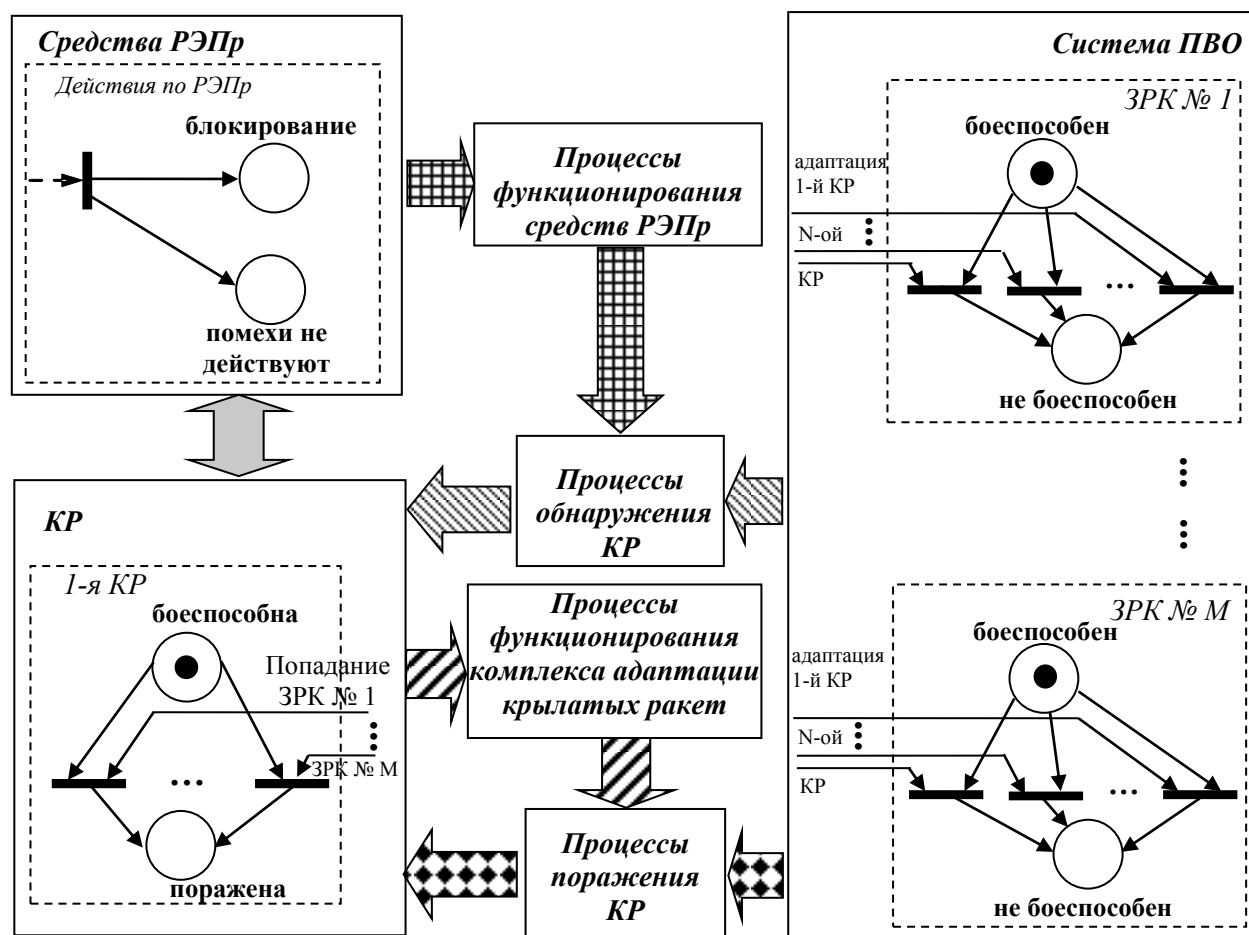 Средства РЭПр
Действия по РЭПр
блокирование
помехи не
действуют
Процессы
функционирования
средств РЭПр
Система ПВО
ЗРК № 1
боеспособен
адаптация
1-й КР
N-ой
КР
...
не боеспособен
Процессы
обнаружения
КР
КР
1-я КР
боеспособна
Попадание
ЗРК № 1
ЗРК № М
...
поражена
Процессы
функционирования
комплекса адаптации
крылатых ракет
Процессы
поражения
КР
ЗРК № М
боеспособен
адаптация
1-й КР
N-ой
КР
...
не боеспособен